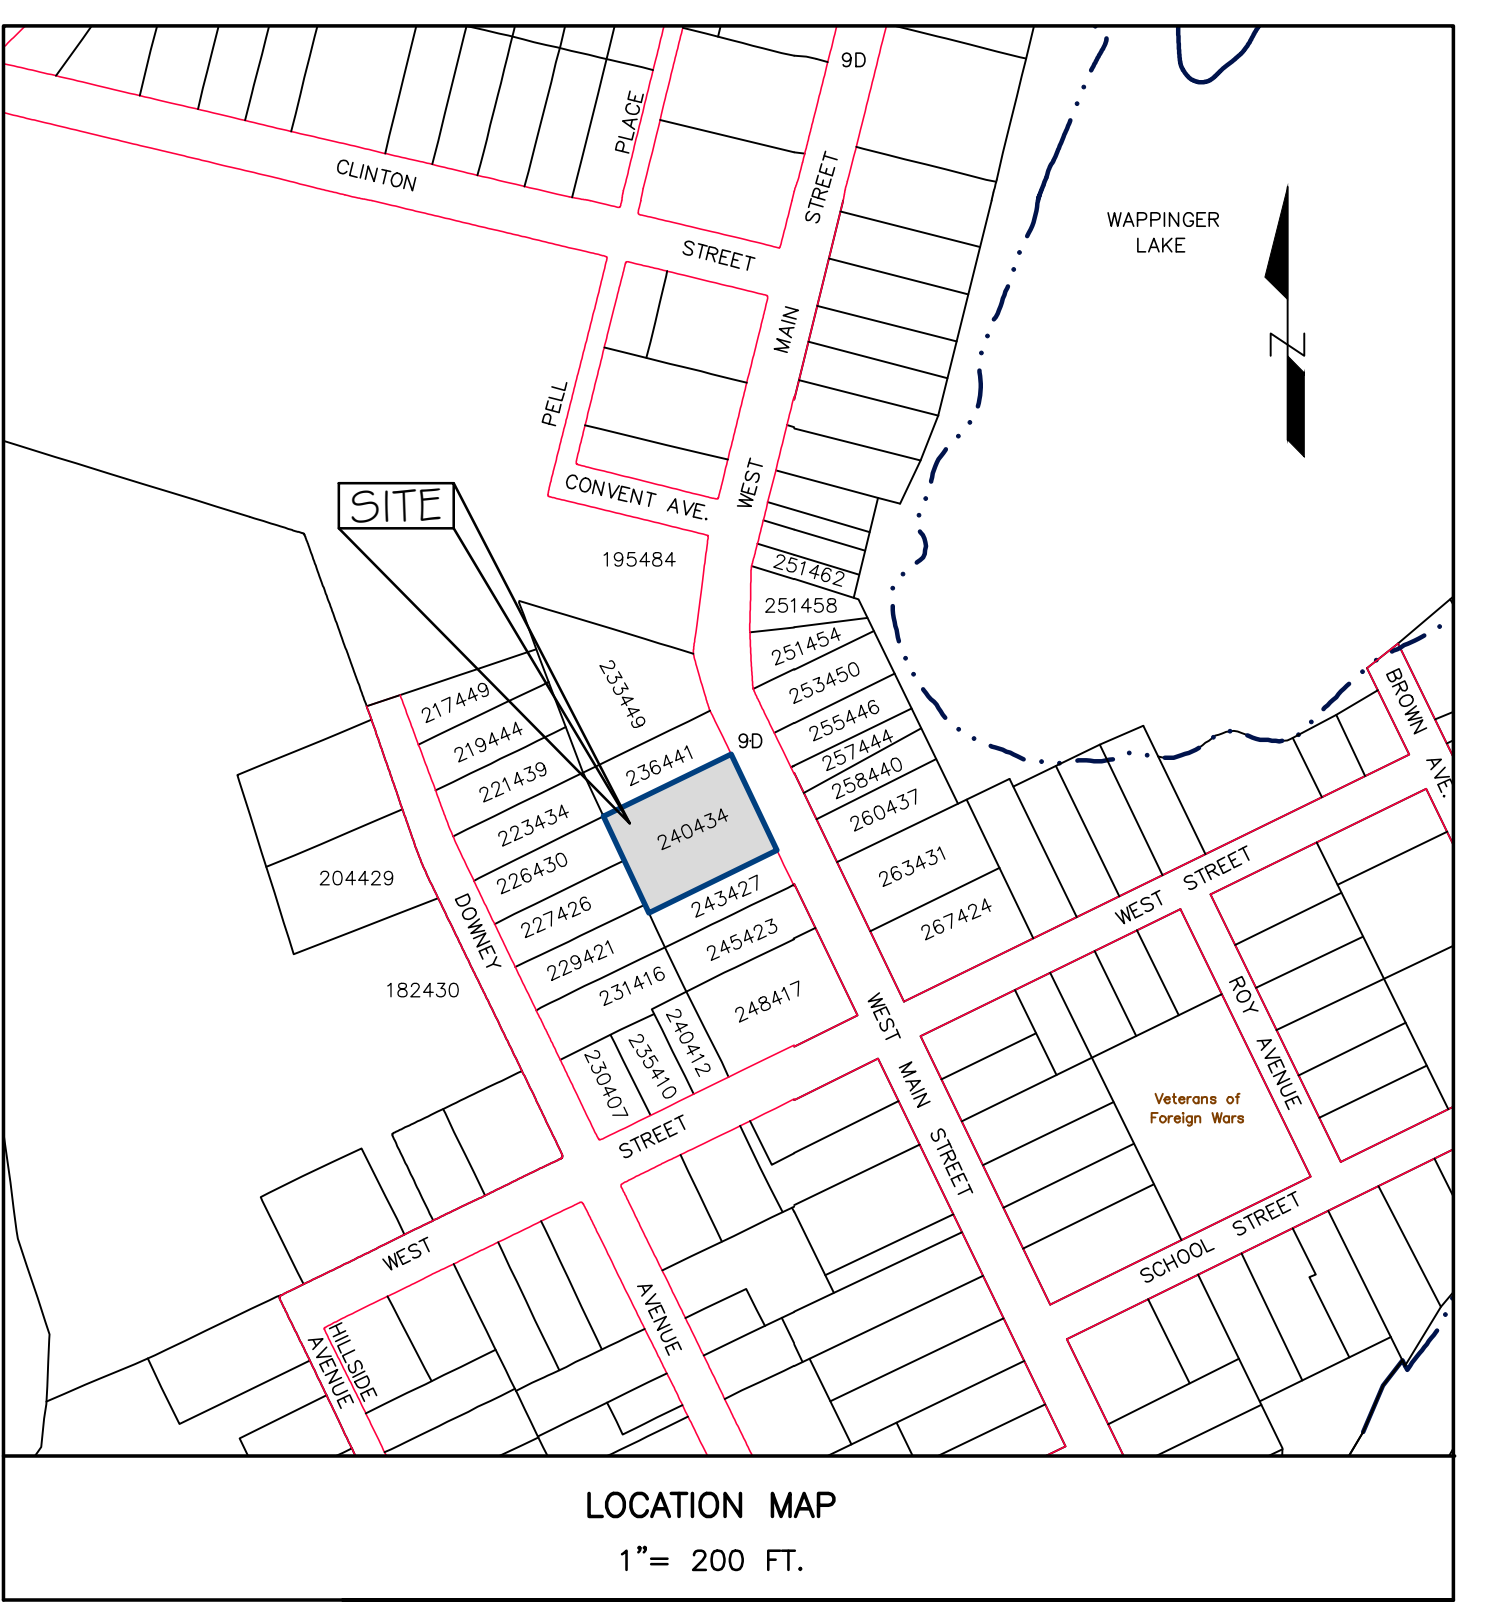 9D
PLACE
CLINTON
STREET
STREET
WAPPINGER
LAKE
MAIN
N
PELL
WEST
CONVENT AVE.
SITE
195484
251462
251458
251454
233449
253450
217449
BROWN
AVE.
255446
219444
9D
257444
236441
258440
221439
260437
223434
240434
263431
226430
204429
WEST STREET
243427
227426
267424
DOWNEY
245423
229421
231416
182430
248417
ROY AVENUE
WEST MAIN STREET
240412
235410
230407
Veterans of
Foreign Wars
STREET
WEST
SCHOOL STREET
AVENUE
HILLSIDE
AVENUE
LOCATION MAP
1"= 200 FT.